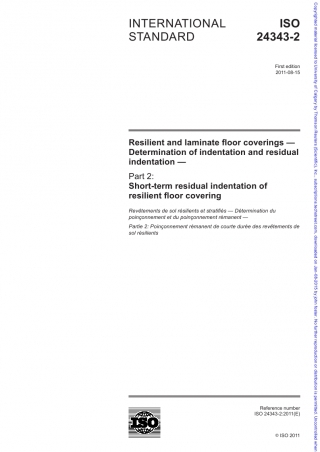 INTERNATIONAL
STANDARD
ISO
24343-2
First edition
2011-08-15
Resilient and laminate floor coverings —
Determination of indentation and residual
indentation —
Part 2:
Short-term residual indentation of
resilient floor covering
Revêtements de sol résilients et stratifiés — Détermination du
poinçonnement et du poinçonnement rémanent —
Partie 2: Poinçonnement rémanent de courte durée des revêtements de
sol résilients
Reference number
ISO 24343-2:2011(E)
ISO
© ISO 2011
Copyrighted material licensed to University of Calgary by Thomson Reuters (Scientific), Inc., subscriptions.techstreet.com, downloaded on Jan-09-2015 by
No further reproduction or distribution is permitted. Uncontrolled when